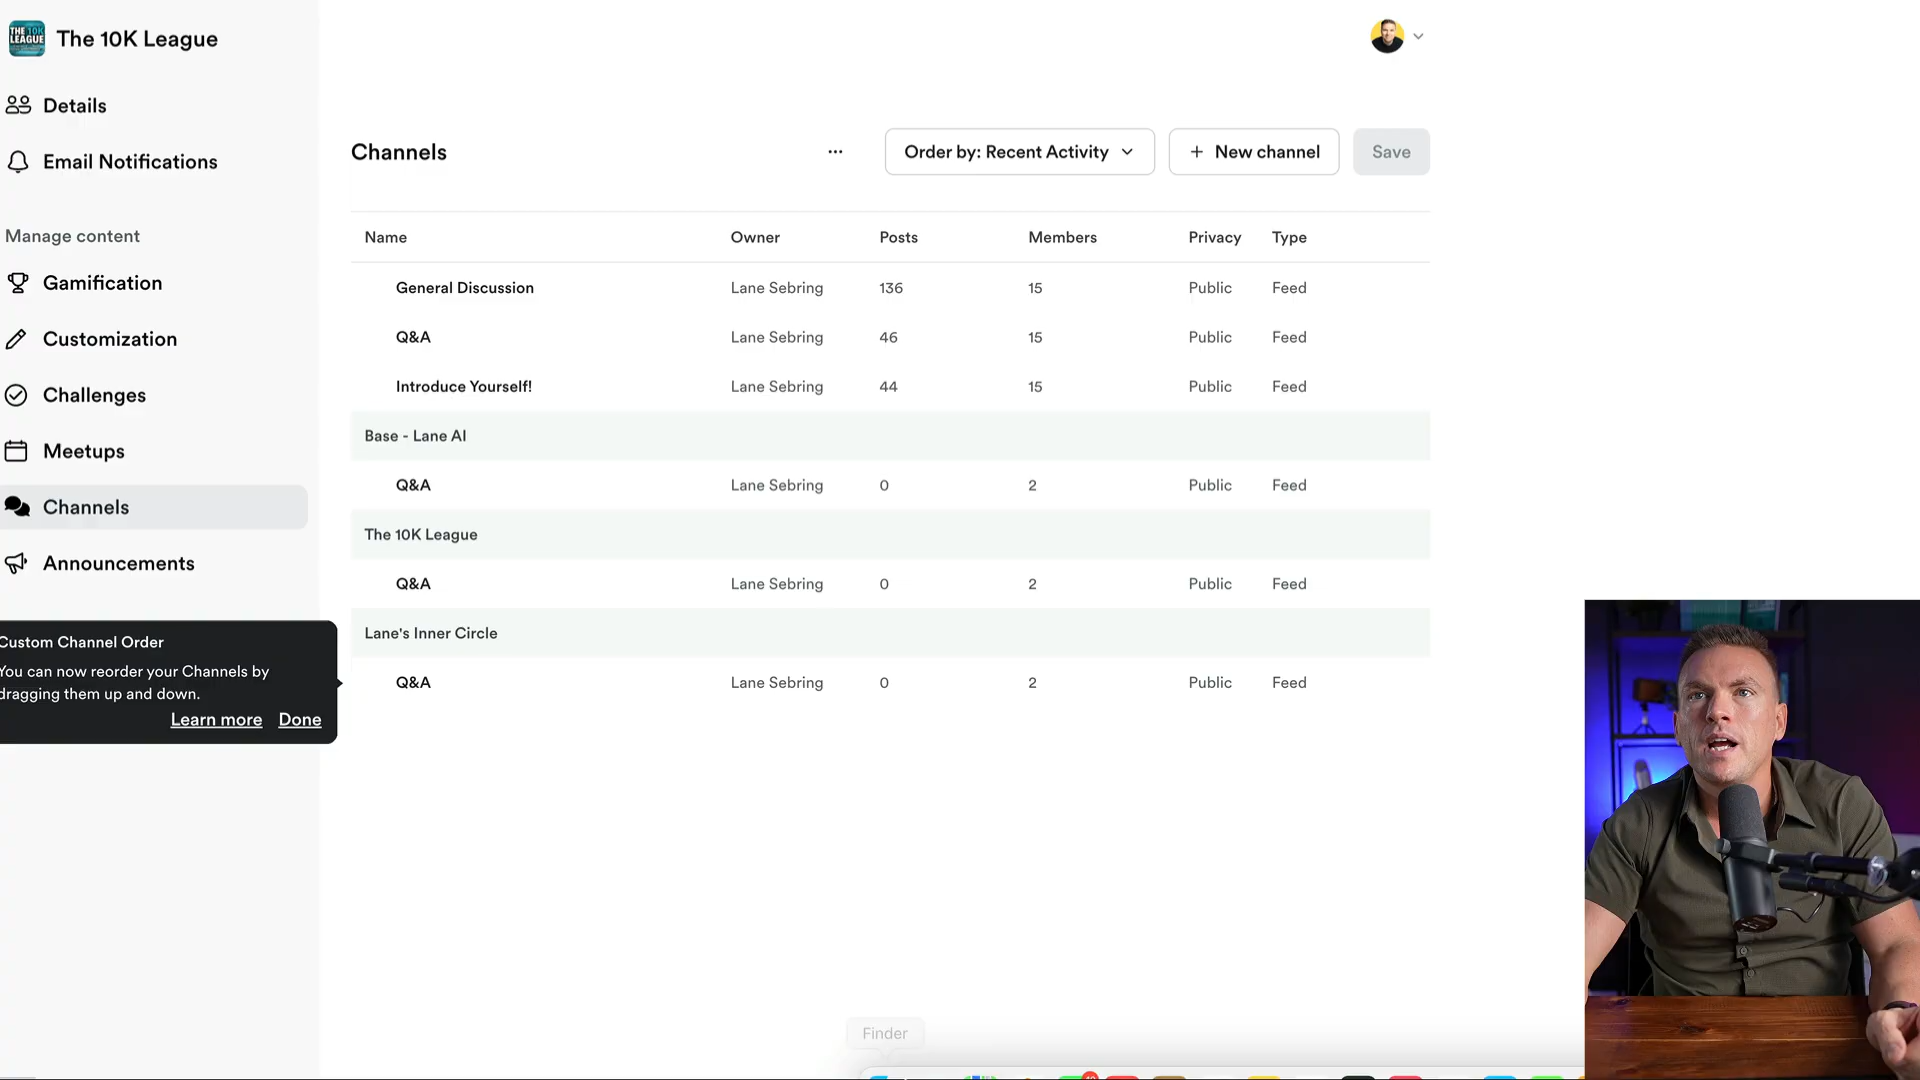 THE 10K
LEAGUE
The 10K League
Details
Email Notifications
Manage content
Gamification
Customization
Challenges
Meetups
Channels
Announcements
Custom Channel Order
You can now reorder your Channels by
dragging them up and down.
Learn more Done
Channels ··· Order by: Recent Activity + New channel Save
Name Owner Posts Members Privacy Type
General Discussion Lane Sebring 136 15 Public Feed
Q&A Lane Sebring 46 15 Public Feed
Introduce Yourself! Lane Sebring 44 15 Public Feed
Base - Lane AI
Q&A Lane Sebring 0 2 Public Feed
The 10K League
Q&A Lane Sebring 0 2 Public Feed
Lane's Inner Circle
Q&A Lane Sebring 0 2 Public Feed
Finder